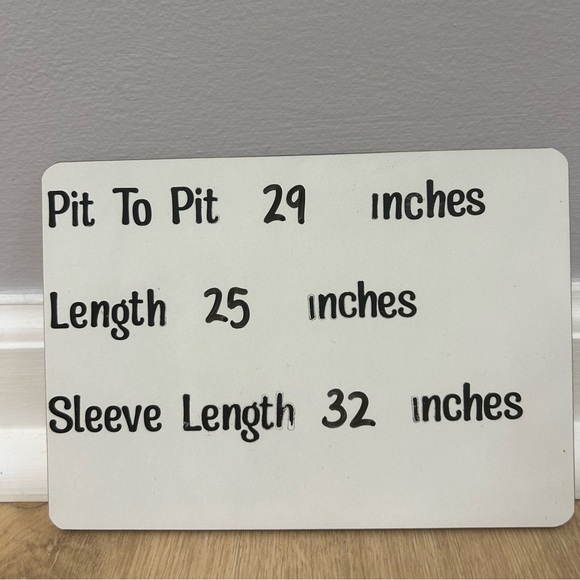 Pit To Pit 29 inches
Length 25 inches
Sleeve Length 32 inches